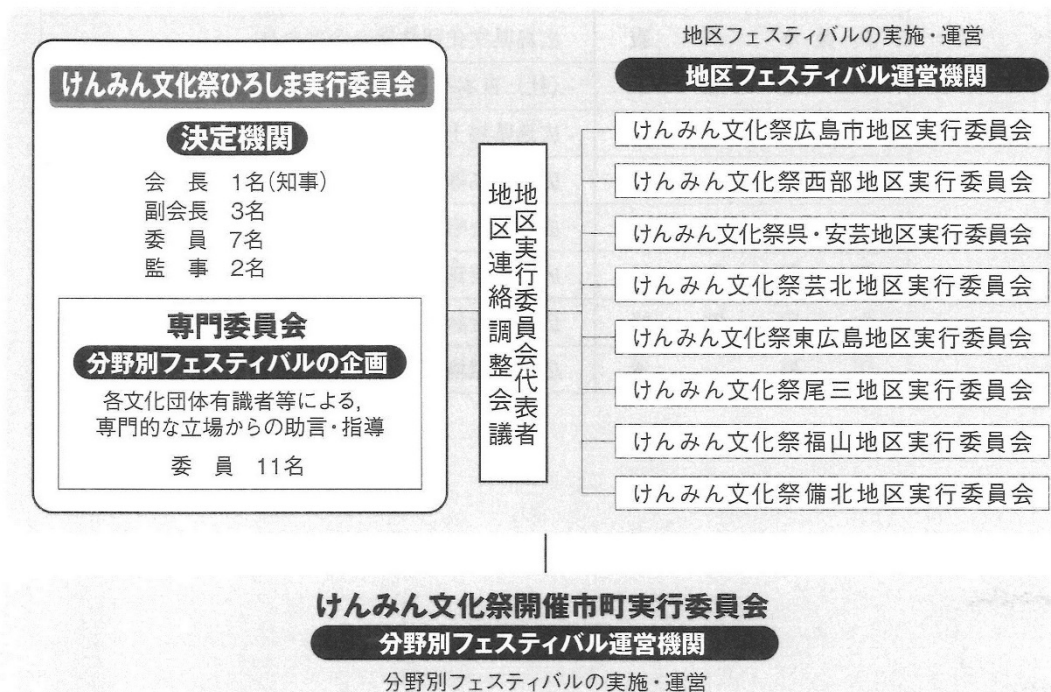 けんみん文化祭ひろしま実行委員会
決定機関
会　長　1名(知事)
副会長　3名
委　員　7名
監　事　2名
専門委員会
分野別フェスティバルの企画
各文化団体有識者等による,
専門的な立場からの助言・指導
委　員　11名
地区実行委員会代表者
地区連絡調整会議
地区フェスティバルの実施・運営
地区フェスティバル運営機関
けんみん文化祭広島市地区実行委員会
けんみん文化祭西部地区実行委員会
けんみん文化祭呉・安芸地区実行委員会
けんみん文化祭芸北地区実行委員会
けんみん文化祭東広島地区実行委員会
けんみん文化祭尾三地区実行委員会
けんみん文化祭福山地区実行委員会
けんみん文化祭備北地区実行委員会
けんみん文化祭開催市町実行委員会
分野別フェスティバル運営機関
分野別フェスティバルの実施・運営